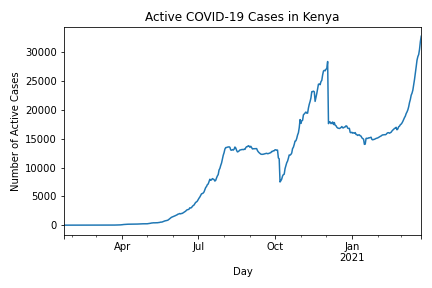 Active COVID-19 Cases in Kenya
Number of Active Cases
30000
25000
20000
15000
10000
5000
0
Apr
Jul
Oct
Jan
2021
Day